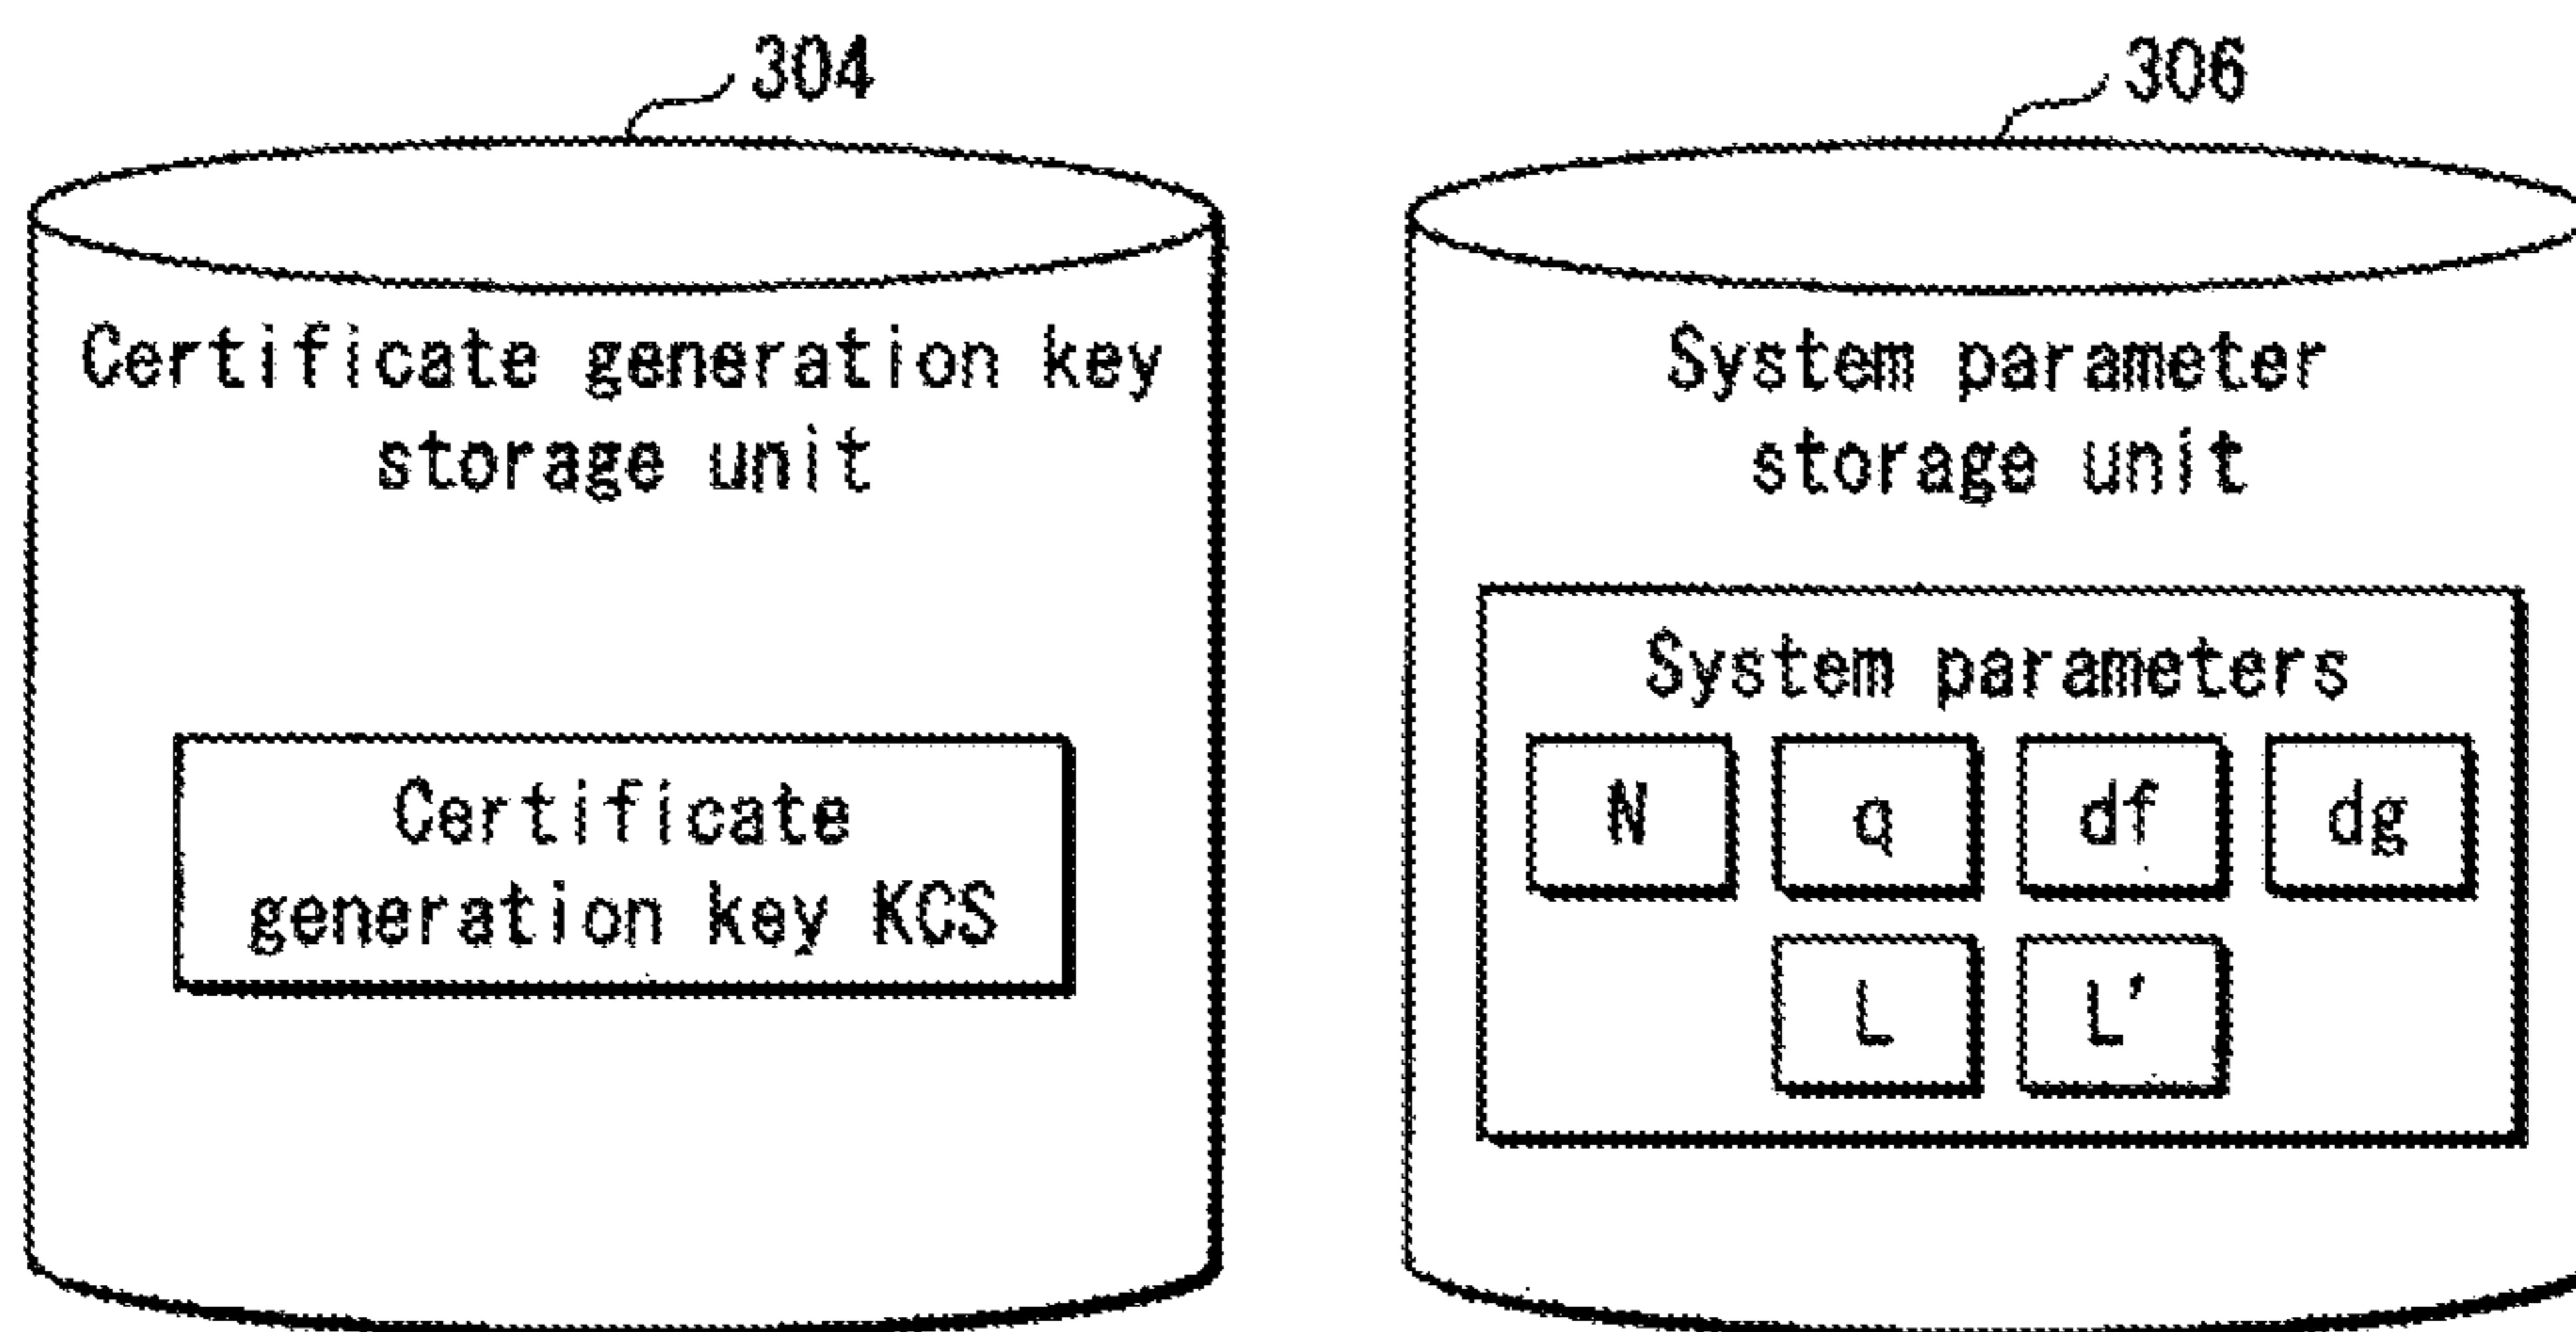 304
Certificate generation key
storage unit
Certificate
generation key KCS
306
System parameter
storage unit
System parameters
N q df dg
L L'